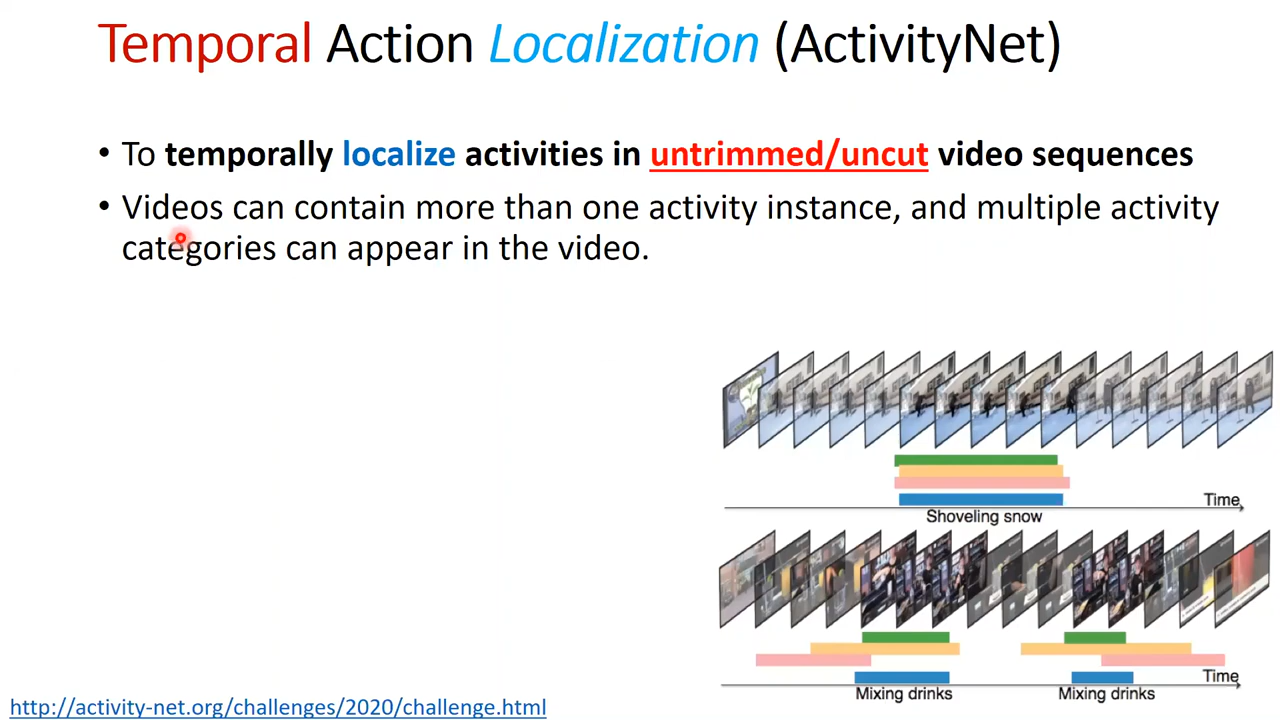 Temporal Action Localization (ActivityNet)
• To temporally localize activities in untrimmed/uncut video sequences
• Videos can contain more than one activity instance, and multiple activity
categories can appear in the video.
Time
Shoveling snow
Time
Mixing drinks Mixing drinks
http://activity-net.org/challenges/2020/challenge.html